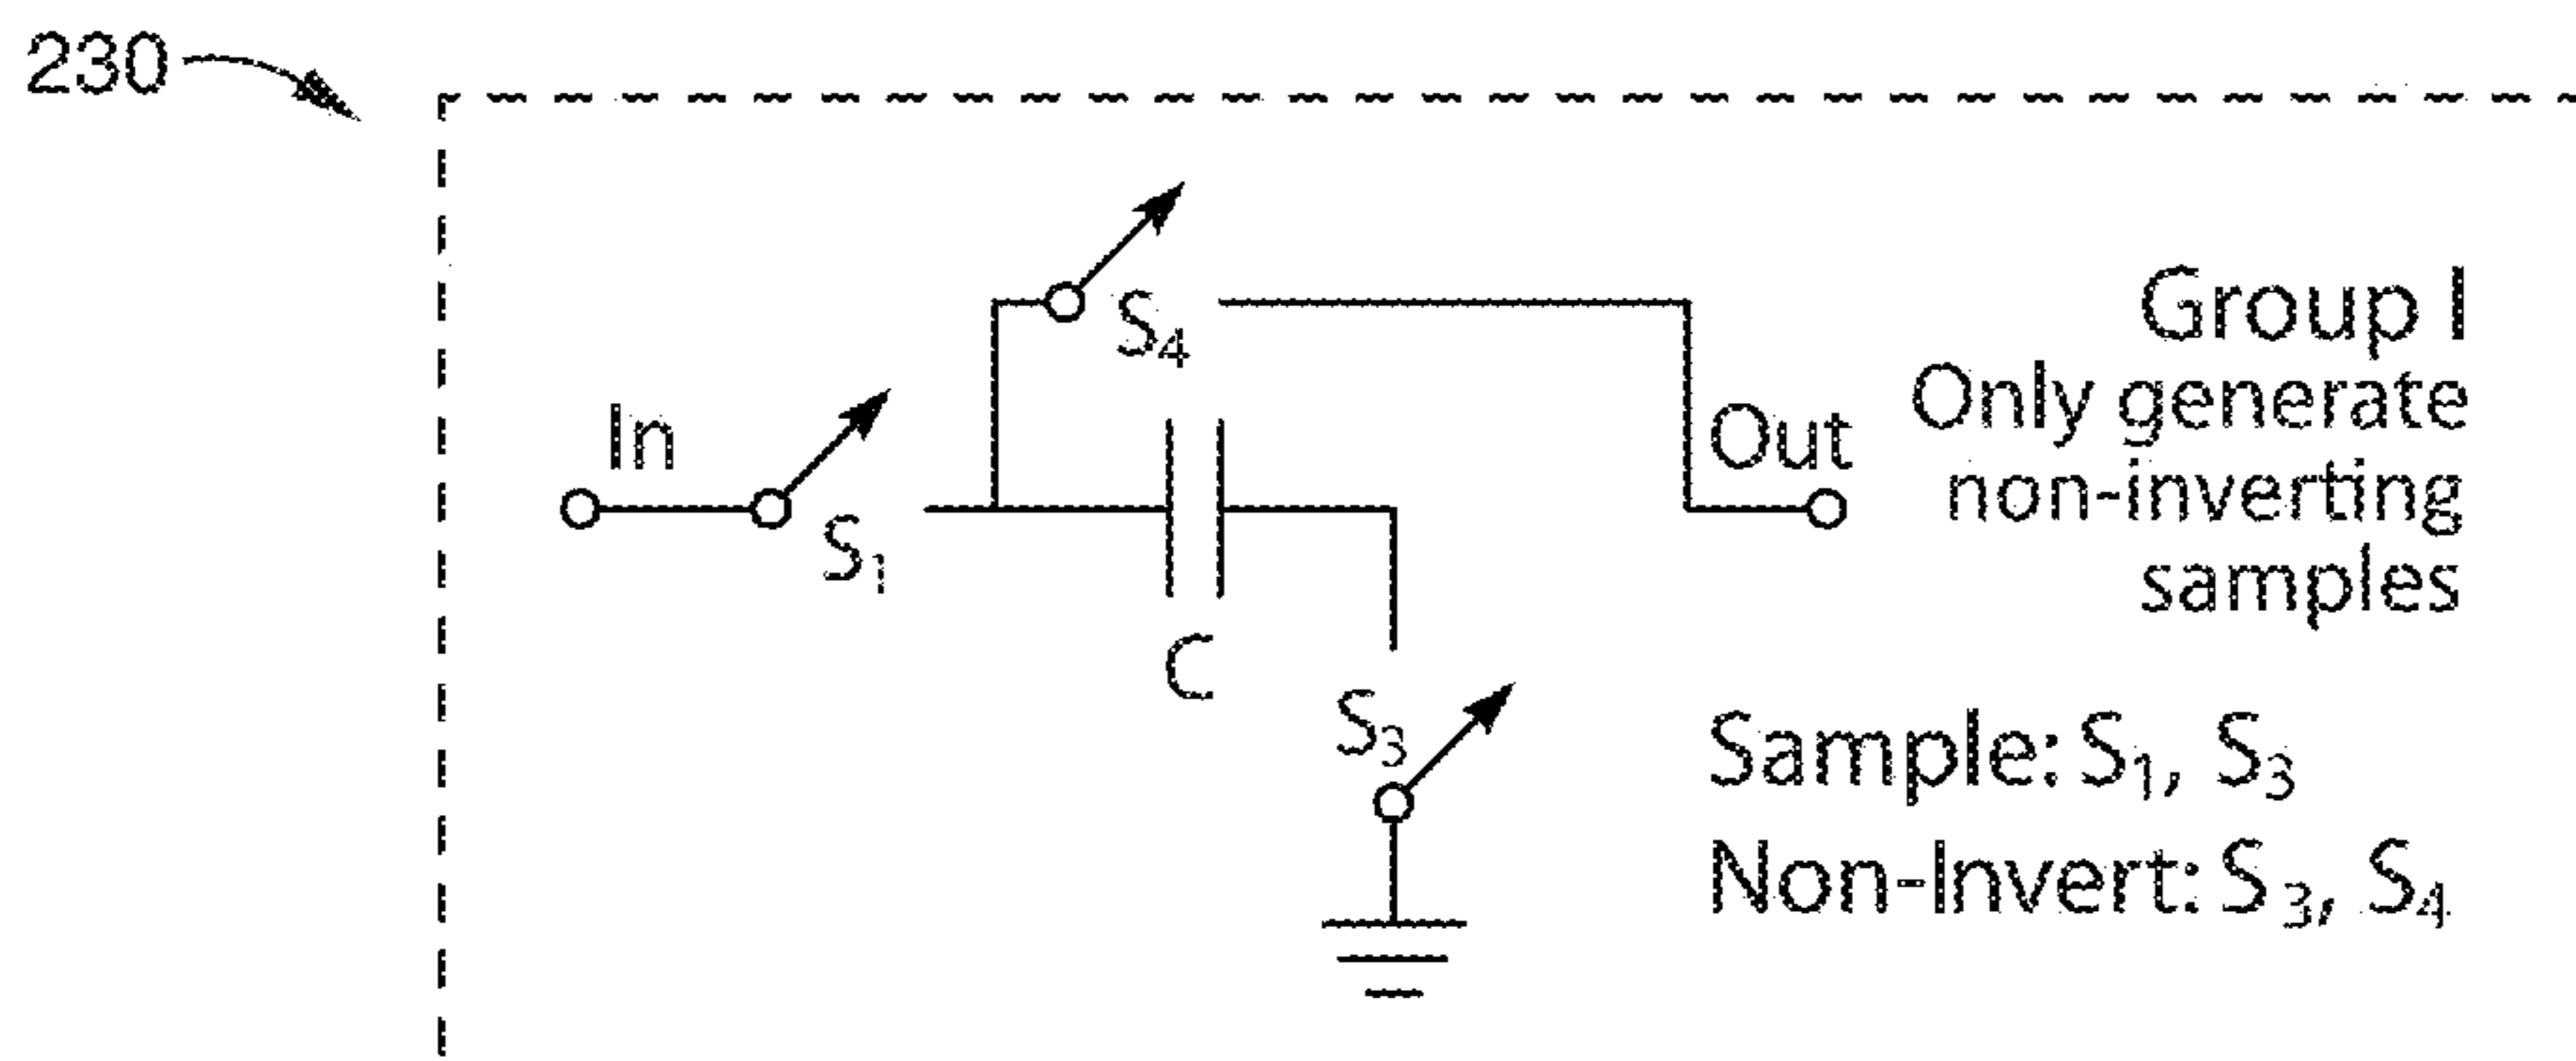 230
S₄
Group I
In
Only generate
Out
non-inverting
S₁
samples
C
S₃
Sample: S₁, S₃
Non-Invert: S₃, S₄